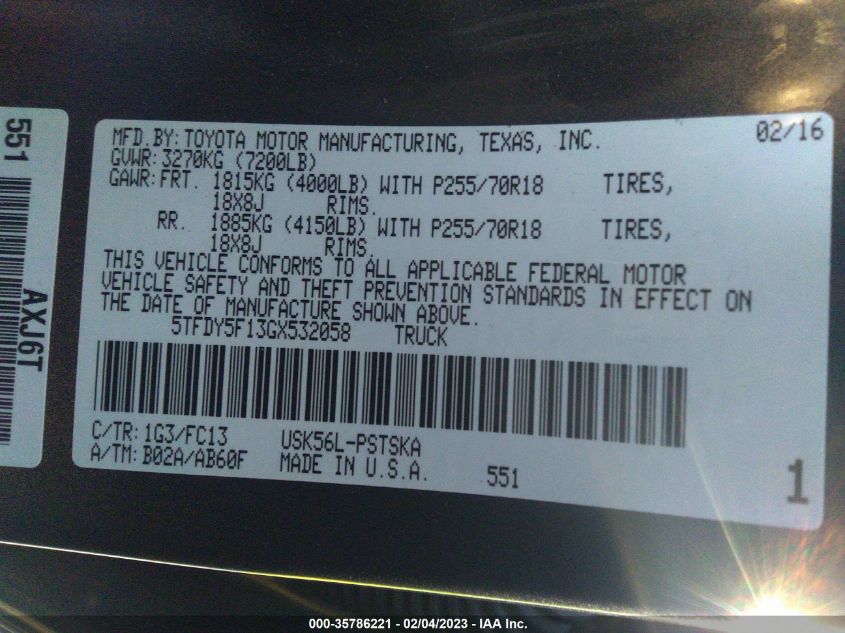 551
AXJ6T
MFD.BY:TOYOTA MOTOR MANUFACTURING, TEXAS, INC. 02/16
GVWR:3270KG (7200LB)
GAWR:FRT. 1815KG (4000LB) WITH P255/70R18 TIRES,
18X8J RIMS.
RR. 1885KG (4150LB) WITH P255/70R18 TIRES,
18X8J RIMS.
THIS VEHICLE CONFORMS TO ALL APPLICABLE FEDERAL MOTOR
VEHICLE SAFETY AND THEFT PREVENTION STANDARDS IN EFFECT ON
THE DATE OF MANUFACTURE SHOWN ABOVE.
5TFDY5F13GX532058 TRUCK
C/TR:1G3/FC13 USK56L-PSTSKA
A/TM:B02A/AB60F MADE IN U.S.A. 551 1
000-35786221 - 02/04/2023 - IAA Inc.